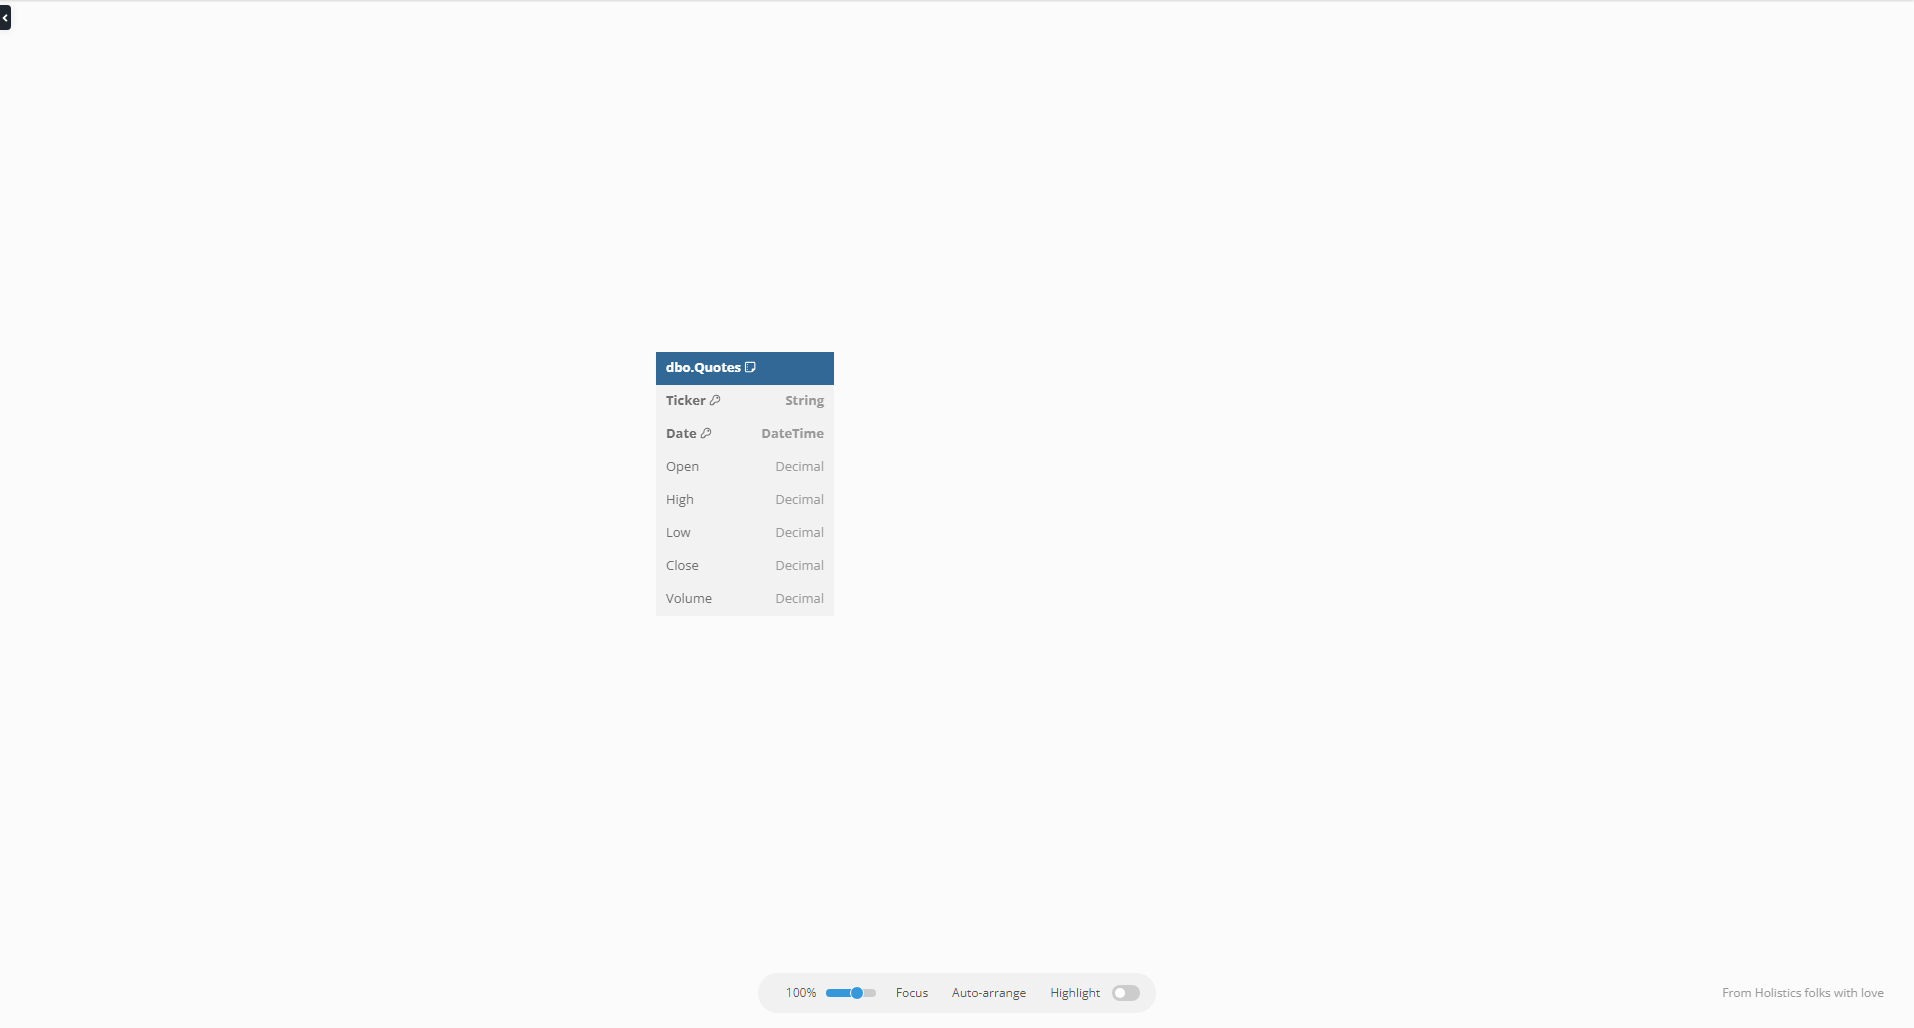 dbo.Quotes
Ticker String
Date DateTime
Open Decimal
High Decimal
Low Decimal
Close Decimal
Volume Decimal
100% Focus Auto-arrange Highlight
From Holistics folks with love